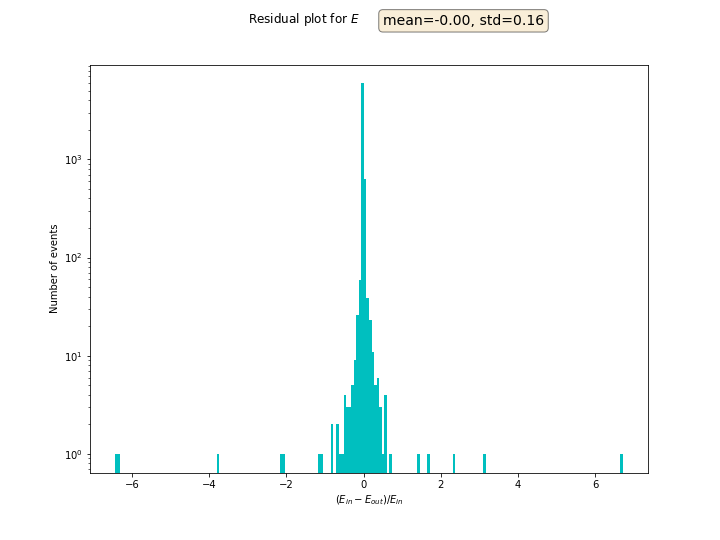 Residual plot for E
mean=-0.00, std=0.16
Number of events
10³
10²
10¹
10⁰
−6 −4 −2 0 2 4 6
(E_in − E_out)/E_in